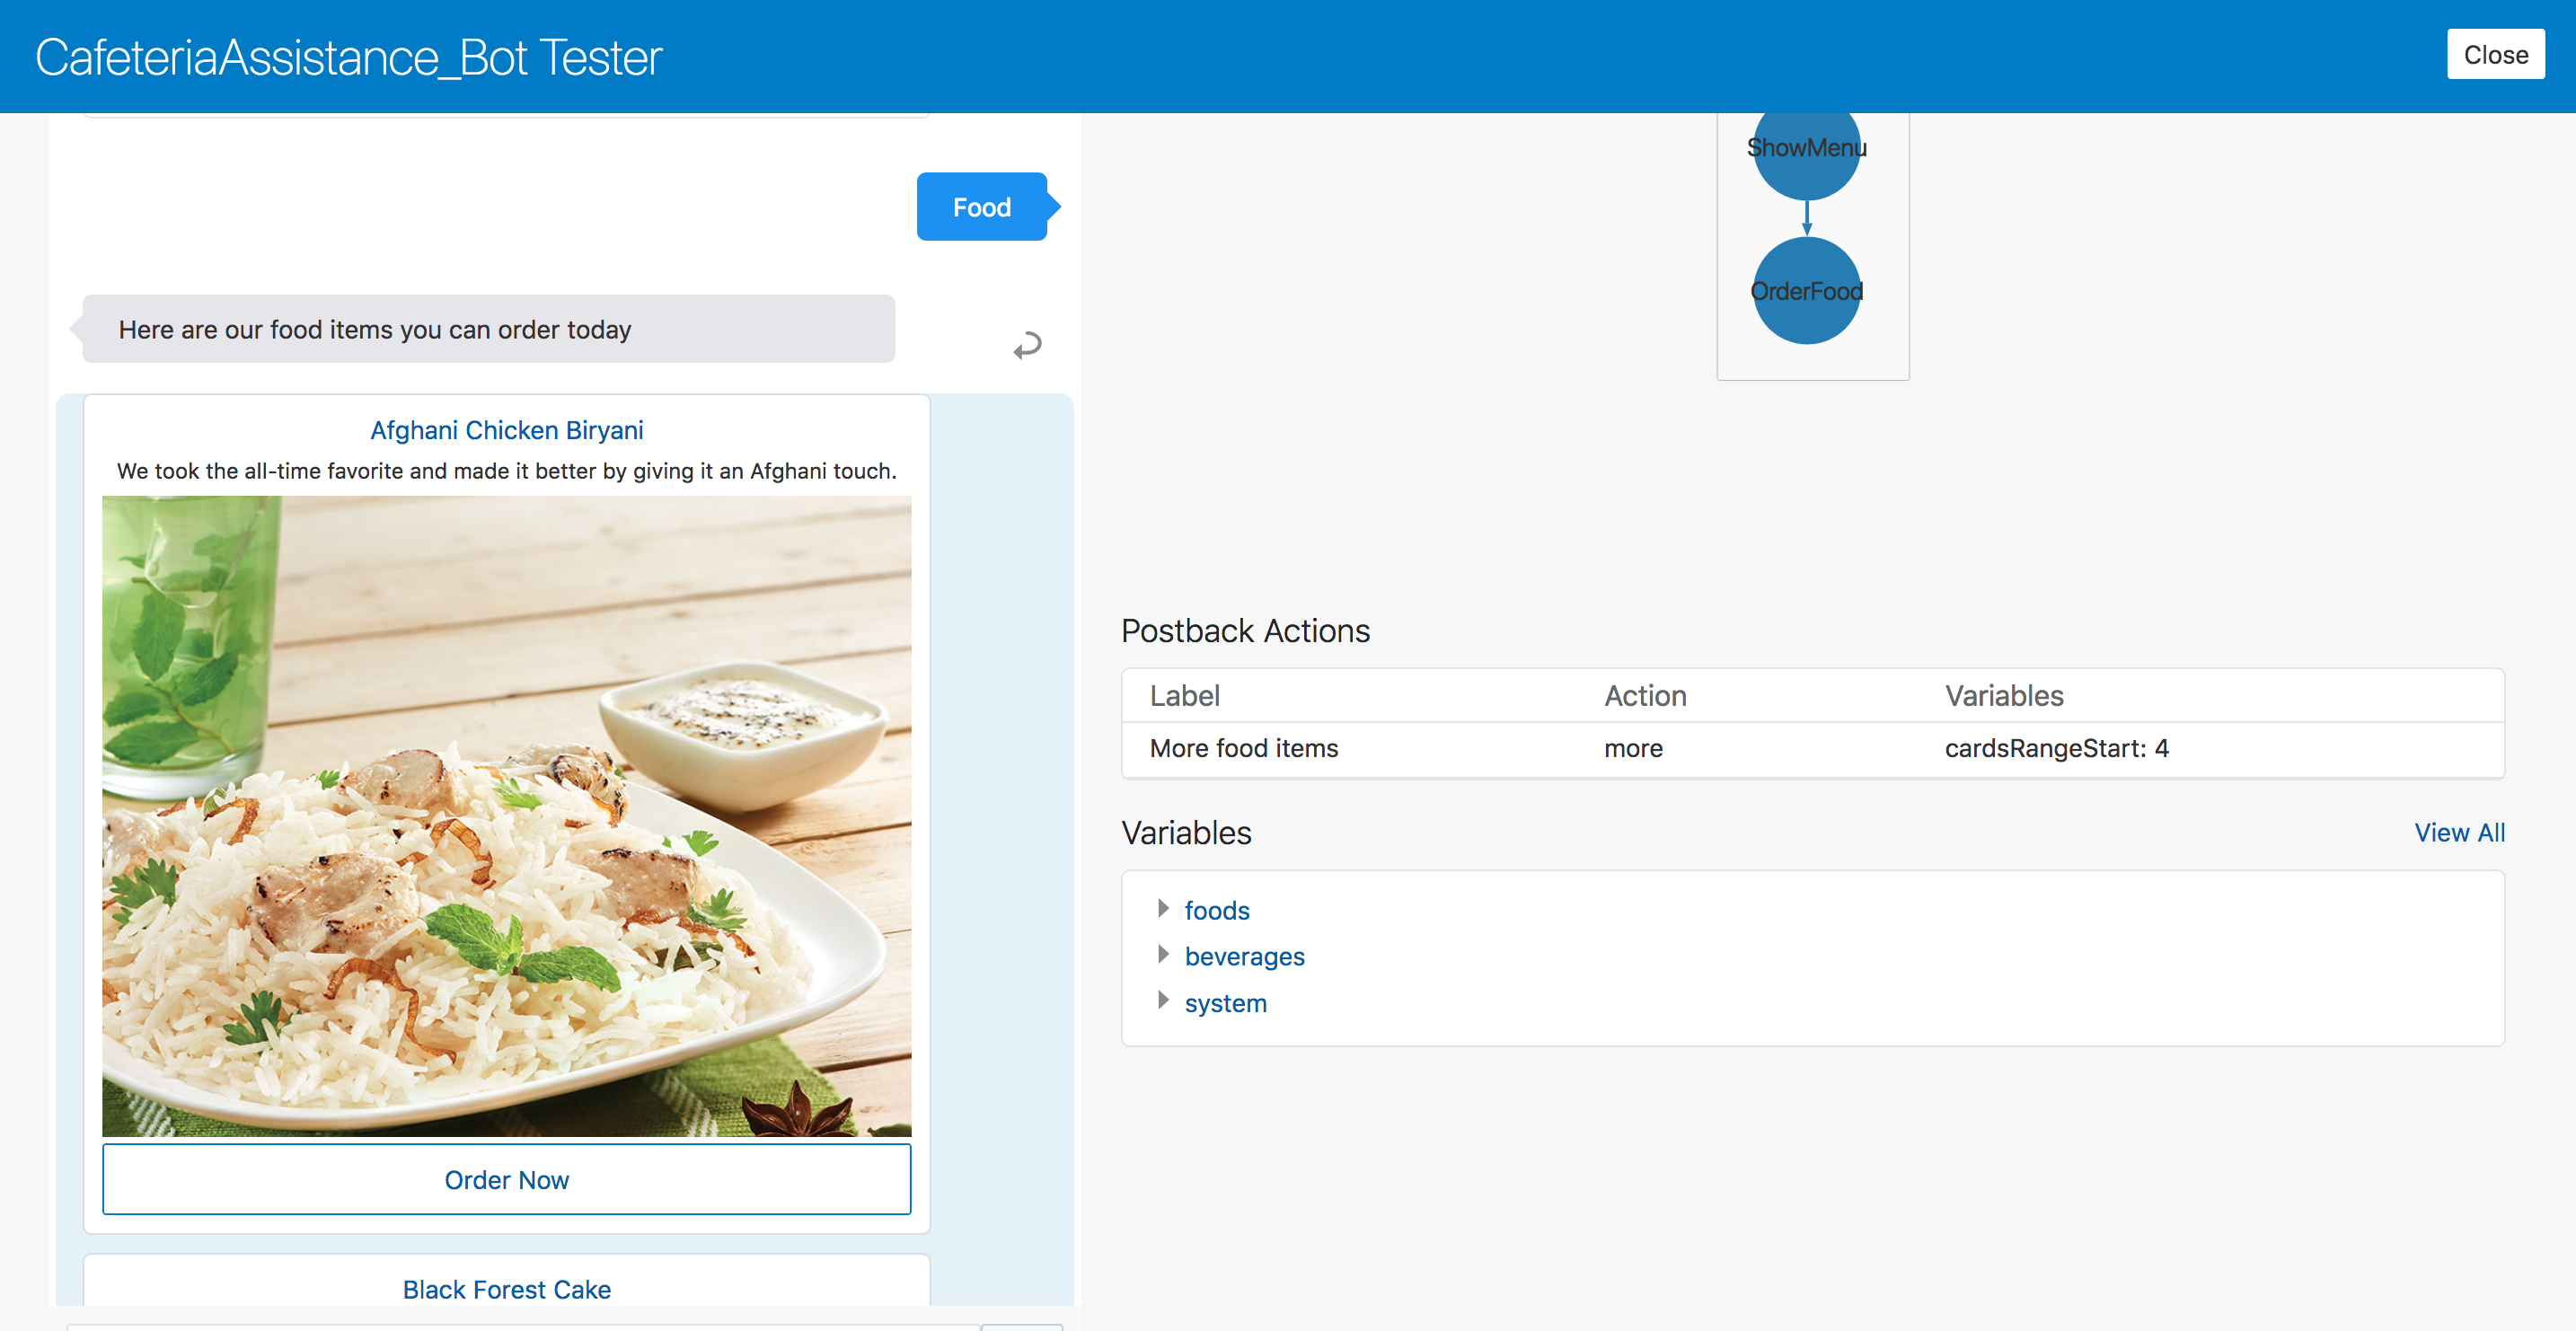 CafeteriaAssistance_Bot Tester
Close
Food
Here are our food items you can order today
Afghani Chicken Biryani
We took the all-time favorite and made it better by giving it an Afghani touch.
Order Now
Black Forest Cake
ShowMenu
OrderFood
Postback Actions
Label Action Variables
More food items more cardsRangeStart: 4
Variables View All
foods
beverages
system